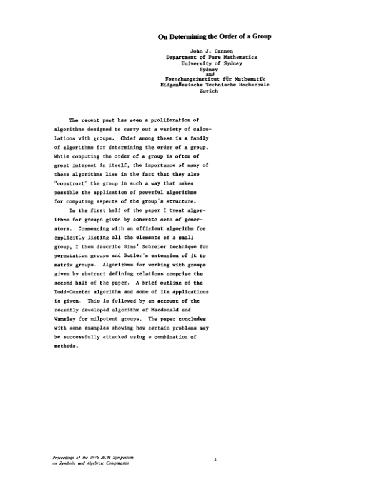 On Determining the Order of a Group
John J. Cannon
Department of Pure Mathematics
University of Sydney
Sydney
and
Forschungsinstitut für Mathematik
Eidgenössische Technische Hochschule
Zurich
The recent past has seen a proliferation of
algorithms designed to carry out a variety of calcu-
lations with groups. Chief among these is a family
of algorithms for determining the order of a group.
While computing the order of a group is often of
great interest in itself, the importance of many of
these algorithms lies in the fact that they also
"construct" the group in such a way that makes
possible the application of powerful algorithms
for computing aspects of the group's structure.
In the first half of the paper I treat algor-
ithms for groups given by concrete sets of gener-
ators. Commencing with an efficient algorithm for
explicitly listing all the elements of a small
group, I then describe Sims' Schreier technique for
permutation groups and Butler's extension of it to
matrix groups. Algorithms for working with groups
given by abstract defining relations comprise the
second half of the paper. A brief outline of the
Todd-Coxeter algorithm and some of its applications
is given. This is followed by an account of the
recently developed algorithm of Macdonald and
Wamsley for nilpotent groups. The paper concludes
with some examples showing how certain problems may
be successfully attacked using a combination of
methods.
Proceedings of the 1976 ACM Symposium
on Symbolic and Algebraic Computation